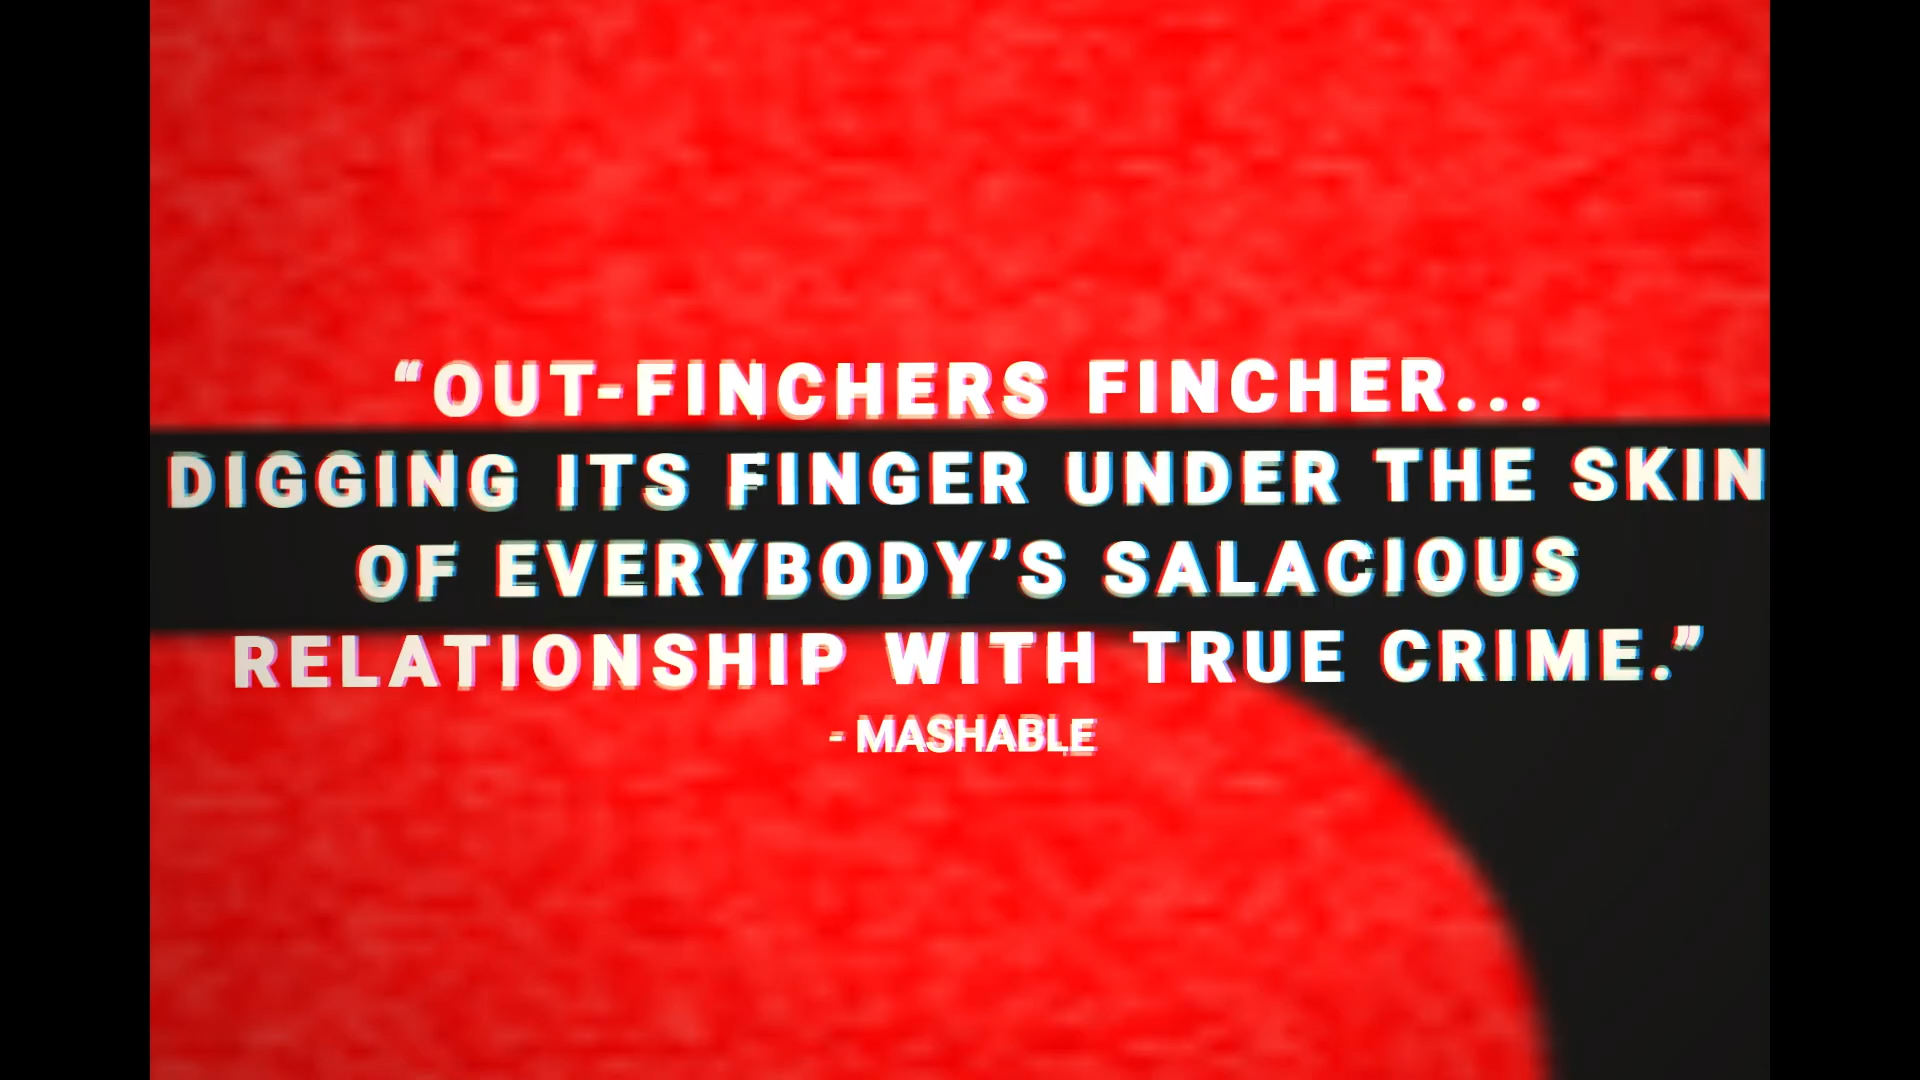 “OUT-FINCHERS FINCHER...
DIGGING ITS FINGER UNDER THE SKIN
OF EVERYBODY’S SALACIOUS
RELATIONSHIP WITH TRUE CRIME.”
- MASHABLE